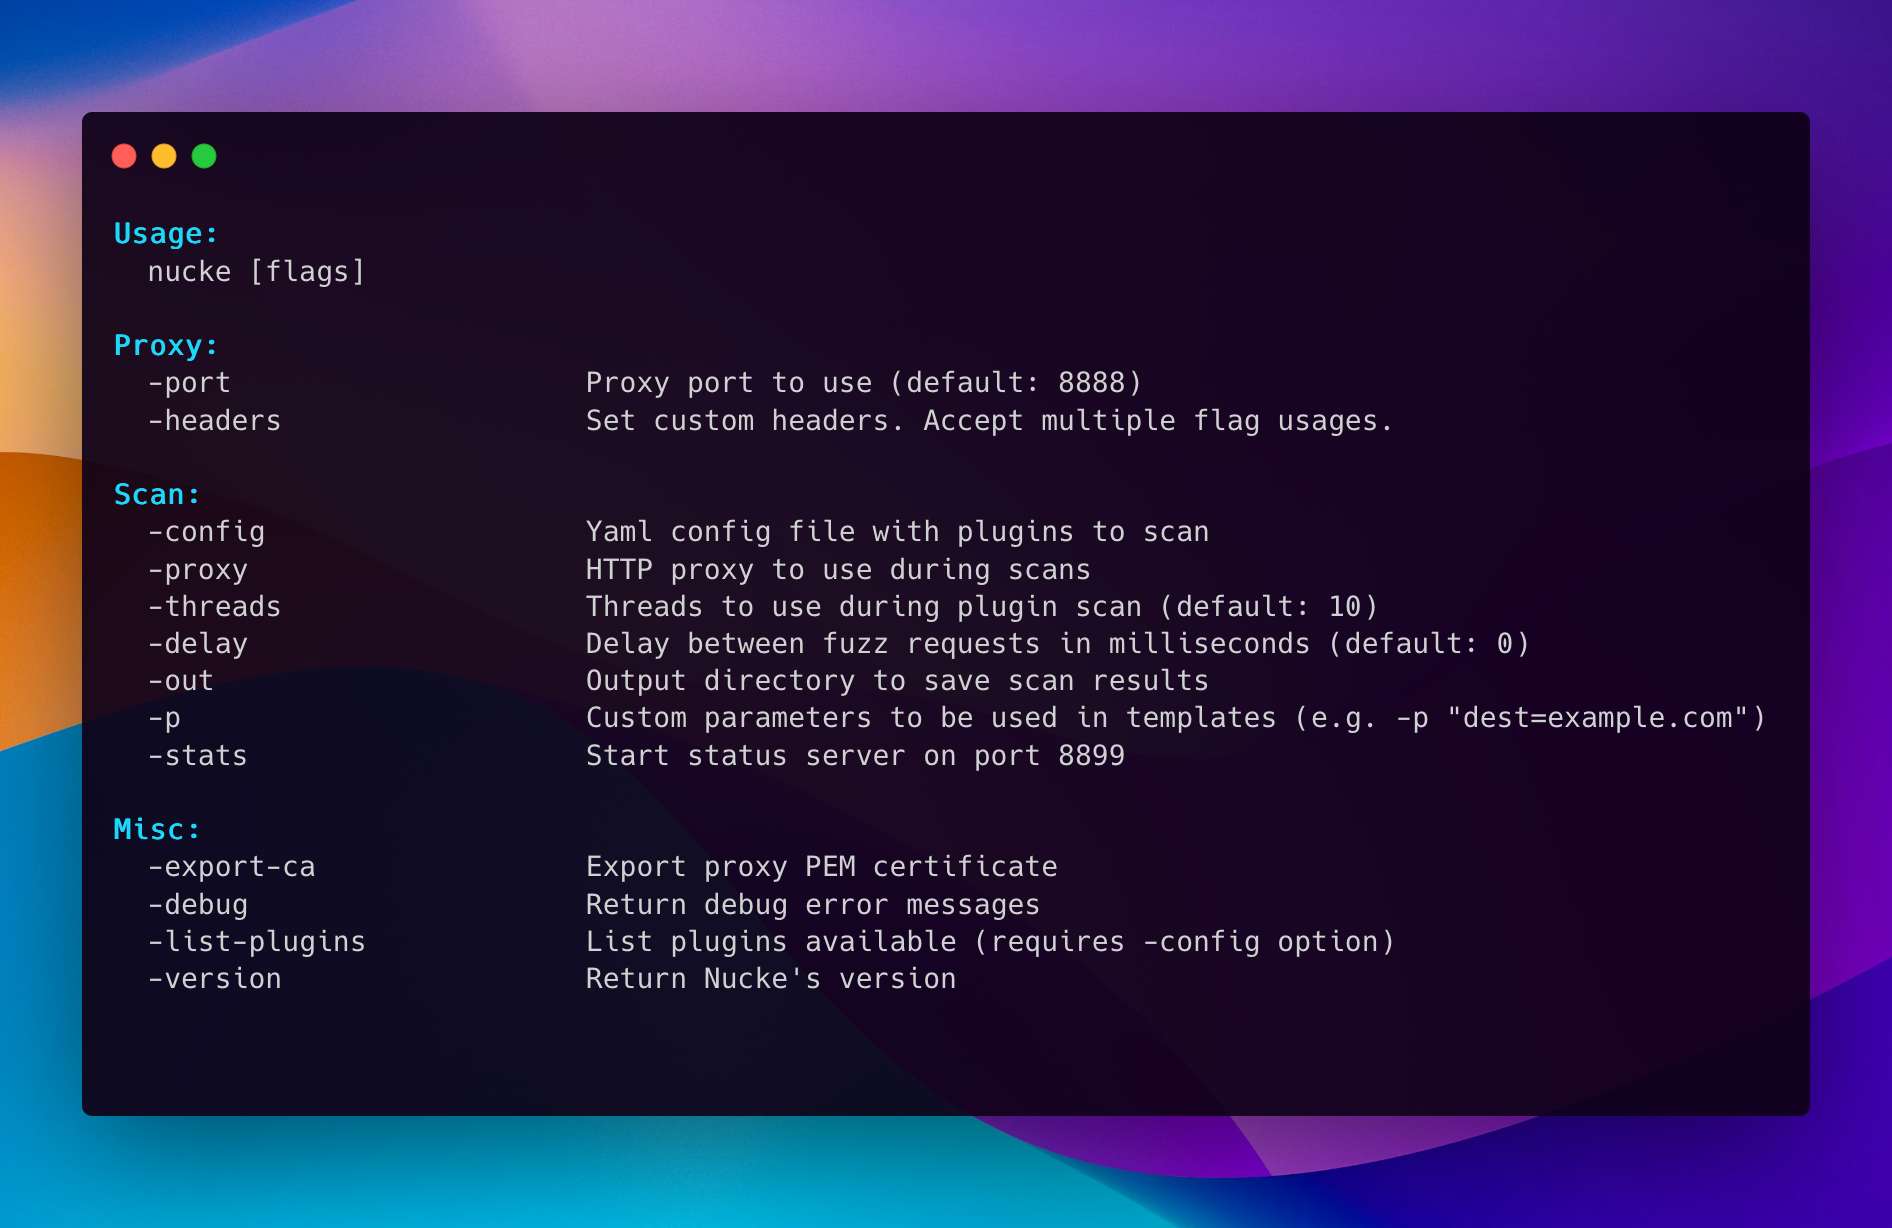 Usage:
nucke [flags]
Proxy:
-port Proxy port to use (default: 8888)
-headers Set custom headers. Accept multiple flag usages.
Scan:
-config Yaml config file with plugins to scan
-proxy HTTP proxy to use during scans
-threads Threads to use during plugin scan (default: 10)
-delay Delay between fuzz requests in milliseconds (default: 0)
-out Output directory to save scan results
-p Custom parameters to be used in templates (e.g. -p "dest=example.com")
-stats Start status server on port 8899
Misc:
-export-ca Export proxy PEM certificate
-debug Return debug error messages
-list-plugins List plugins available (requires -config option)
-version Return Nucke's version